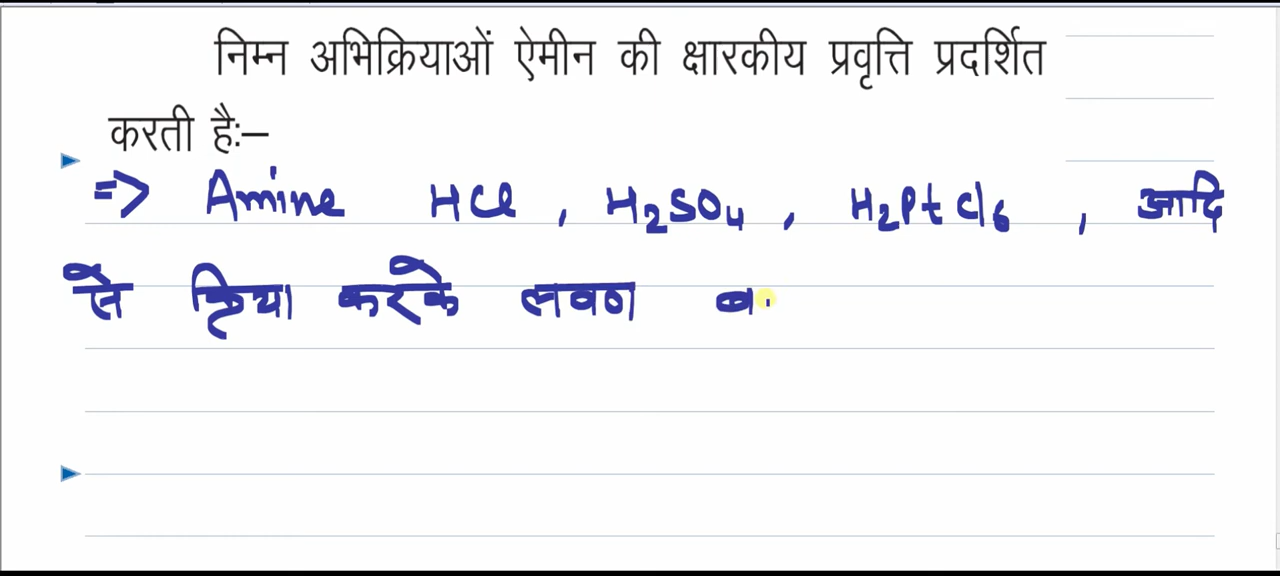 निम्न अभिक्रियाओं ऐमीन की क्षारकीय प्रवृत्ति प्रदर्शित
करती है:–
=> Amine HCl , H2SO4 , H2PtCl6 , आदि
से क्रिया करके लवण ब